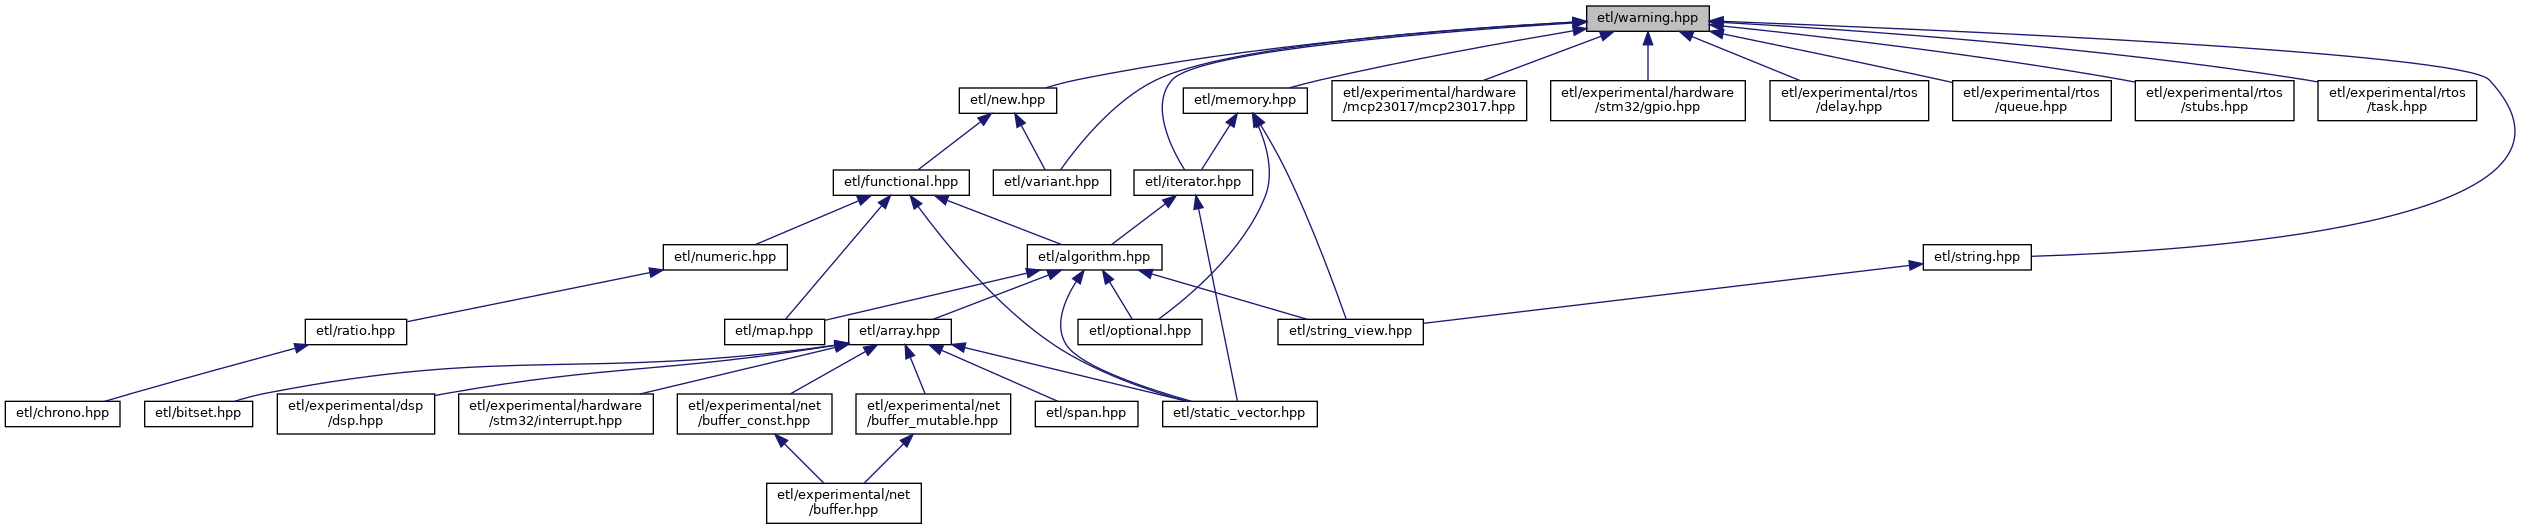 etl/warning.hpp
etl/new.hpp
etl/memory.hpp
etl/experimental/hardware
/mcp23017/mcp23017.hpp
etl/experimental/hardware
/stm32/gpio.hpp
etl/experimental/rtos
/delay.hpp
etl/experimental/rtos
/queue.hpp
etl/experimental/rtos
/stubs.hpp
etl/experimental/rtos
/task.hpp
etl/functional.hpp
etl/variant.hpp
etl/iterator.hpp
etl/numeric.hpp
etl/algorithm.hpp
etl/string.hpp
etl/ratio.hpp
etl/map.hpp
etl/array.hpp
etl/optional.hpp
etl/string_view.hpp
etl/chrono.hpp
etl/bitset.hpp
etl/experimental/dsp
/dsp.hpp
etl/experimental/hardware
/stm32/interrupt.hpp
etl/experimental/net
/buffer_const.hpp
etl/experimental/net
/buffer_mutable.hpp
etl/span.hpp
etl/static_vector.hpp
etl/experimental/net
/buffer.hpp